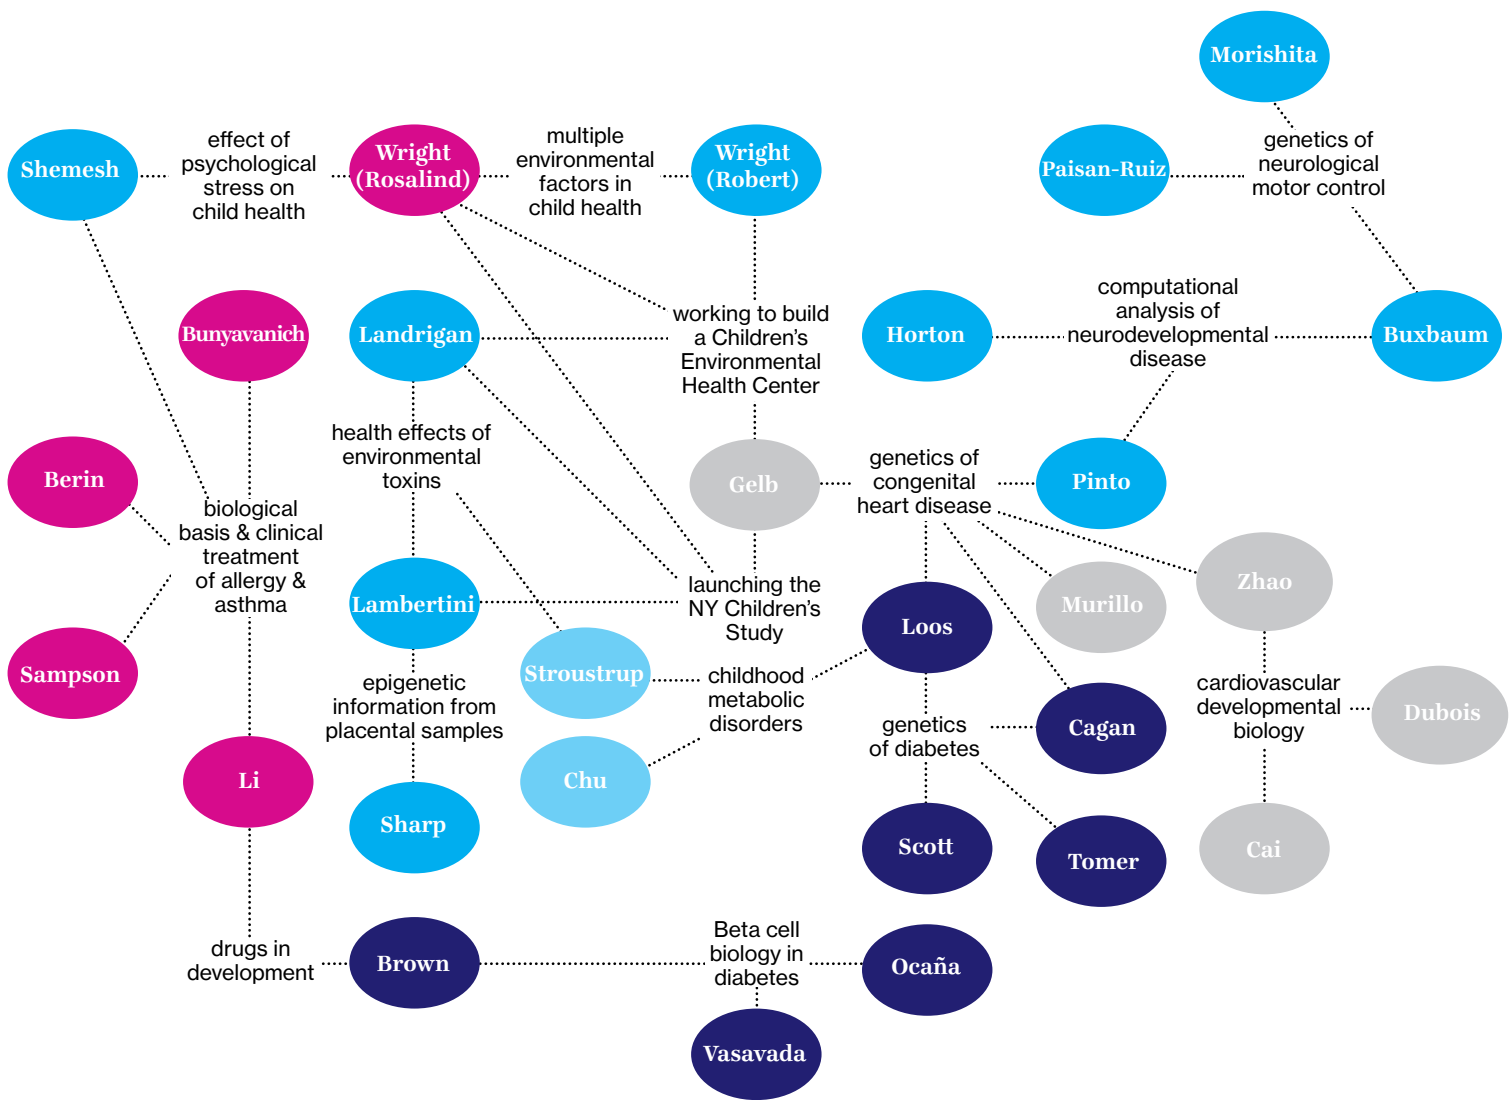 Morishita
genetics of
neurological
motor control
Paisan-Ruiz
Shemesh
effect of
psychological
stress on
child health
Wright
(Rosalind)
multiple
environmental
factors in
child health
Wright
(Robert)
Bunyavanich
Landrigan
working to build
a Children’s
Environmental
Health Center
Horton
computational
analysis of
neurodevelopmental
disease
Buxbaum
health effects of
environmental
toxins
Berin
Gelb
genetics of
congenital
heart disease
Pinto
biological
basis & clinical
treatment
of allergy &
asthma
Lambertini
launching the
NY Children’s
Study
Loos
Murillo
Zhao
Sampson
epigenetic
information from
placental samples
Stroustrup
childhood
metabolic
disorders
genetics
of diabetes
Cagan
cardiovascular
developmental
biology
Dubois
Li
Sharp
Chu
Scott
Tomer
Cai
drugs in
development
Brown
Beta cell
biology in
diabetes
Ocaña
Vasavada